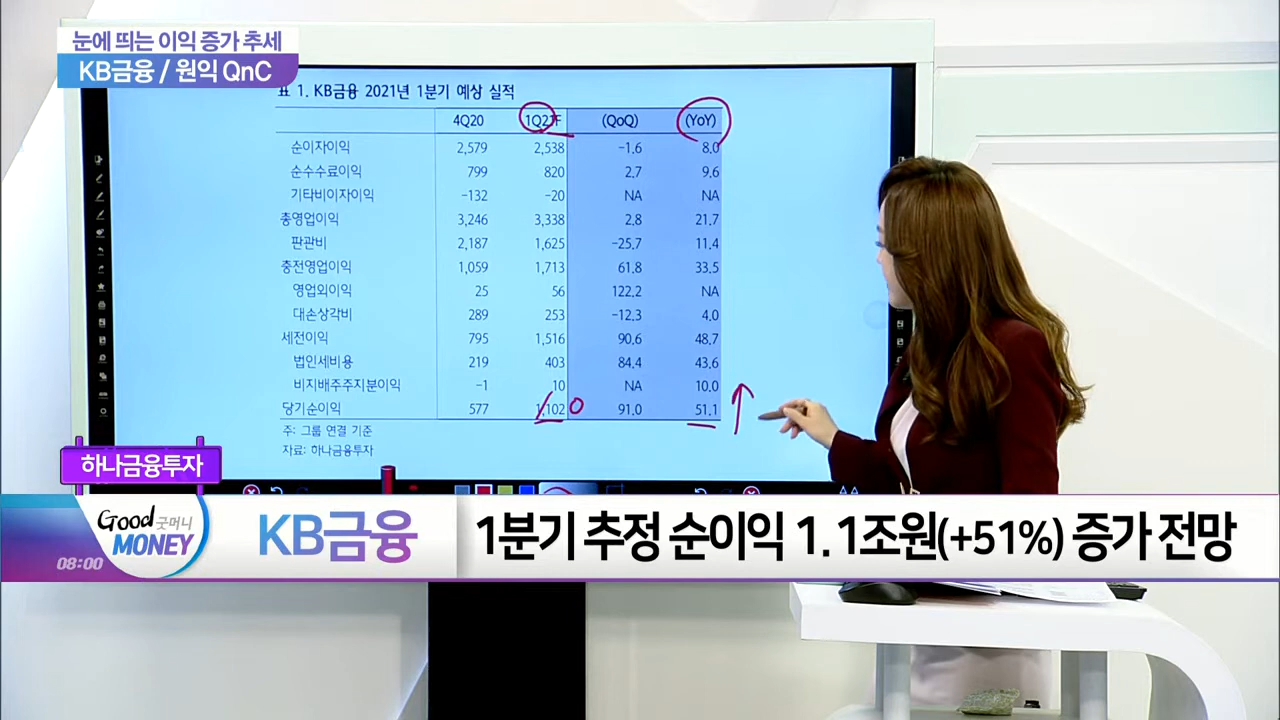 눈에 띄는 이익 증가 추세
KB금융 / 원익 QnC
표 1. KB금융 2021년 1분기 예상 실적
4Q20 1Q21F (QoQ) (YoY)
순이자이익 2,579 2,538 -1.6 8.0
순수수료이익 799 820 2.7 9.6
기타비이자이익 -132 -20 NA NA
총영업이익 3,246 3,338 2.8 21.7
판관비 2,187 1,625 -25.7 11.4
충전영업이익 1,059 1,713 61.8 33.5
영업외이익 25 56 122.2 NA
대손상각비 289 253 -12.3 4.0
세전이익 795 1,516 90.6 48.7
법인세비용 219 403 84.4 43.6
비지배주주지분이익 -1 10 NA 10.0
당기순이익 577 1,102 91.0 51.1
주: 그룹 연결 기준
자료: 하나금융투자
하나금융투자
Good 굿머니
MONEY
08:00
KB금융
1분기 추정 순이익 1.1조원(+51%) 증가 전망